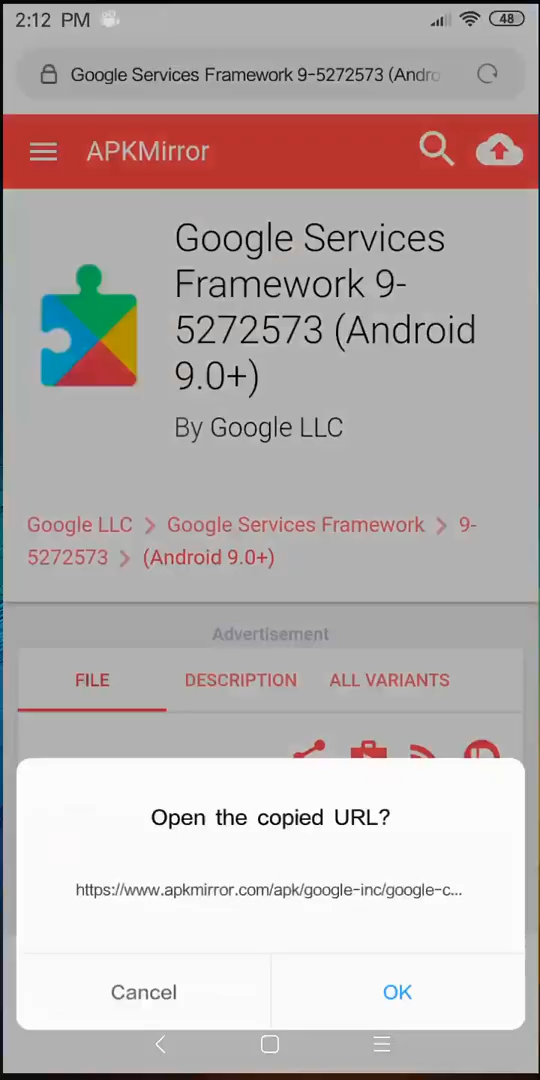 2:12 PM
48
Google Services Framework 9-5272573 (Andro
APKMirror
Google Services
Framework 9-
5272573 (Android
9.0+)
By Google LLC
Google LLC > Google Services Framework > 9-
5272573 > (Android 9.0+)
Advertisement
FILE DESCRIPTION ALL VARIANTS
Open the copied URL?
https://www.apkmirror.com/apk/google-inc/google-c...
Cancel OK